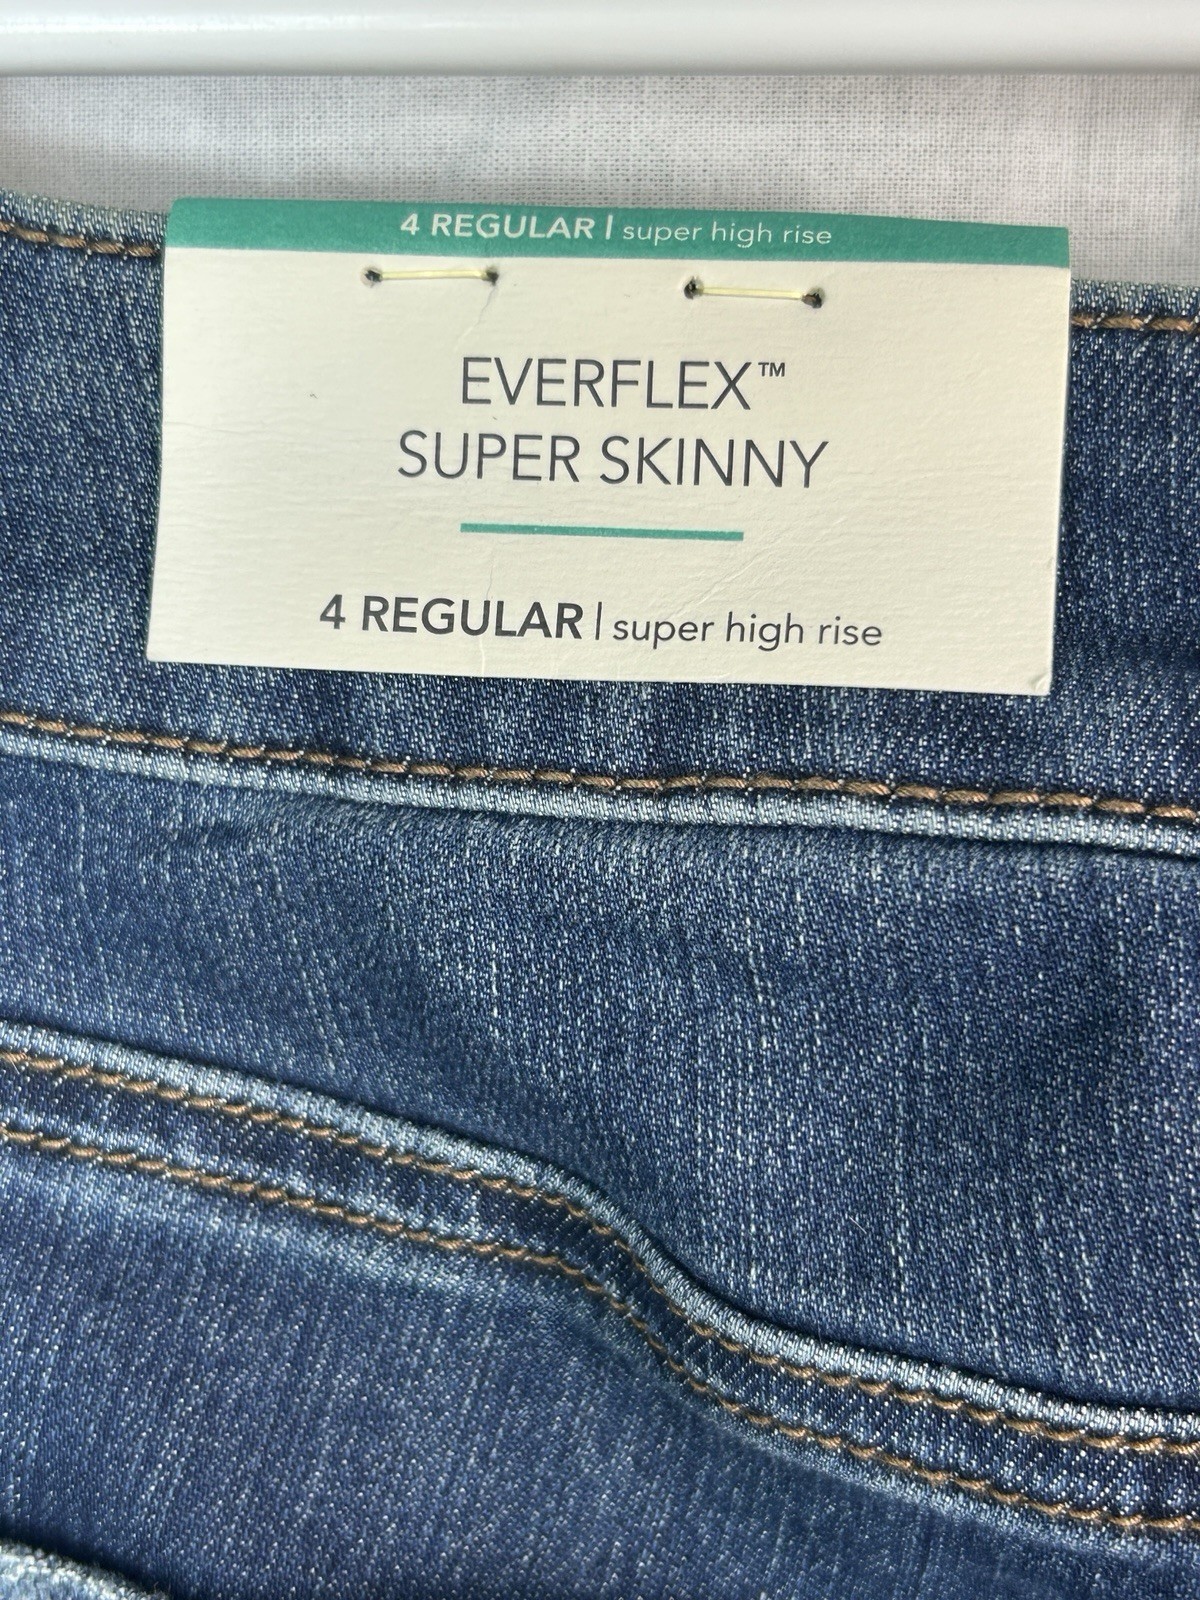 4 REGULAR | super high rise
EVERFLEX™
SUPER SKINNY
4 REGULAR | super high rise